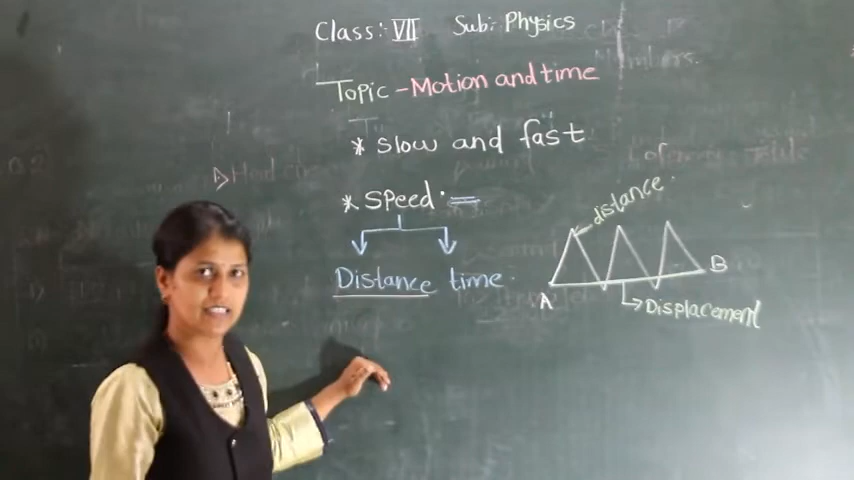 Class:- VII Sub: Physics
Topic - Motion and time
* slow and fast
* Speed. =
Distance time.
distance.
A
B
Displacement